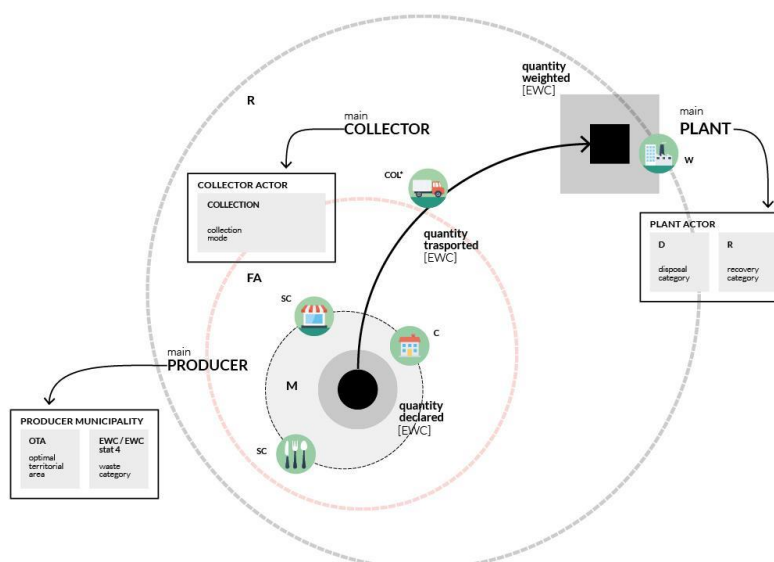 quantity
weighted
[EWC]
R
main
COLLECTOR
main
PLANT
W
COLLECTOR ACTOR
COLLECTION
collection
mode
COL*
PLANT ACTOR
D
disposal
category
R
recovery
category
quantity
trasported
[EWC]
FA
SC
C
main
PRODUCER
M
quantity
declared
[EWC]
PRODUCER MUNICIPALITY
OTA
optimal
territorial
area
EWC / EWC
stat 4
waste
category
SC